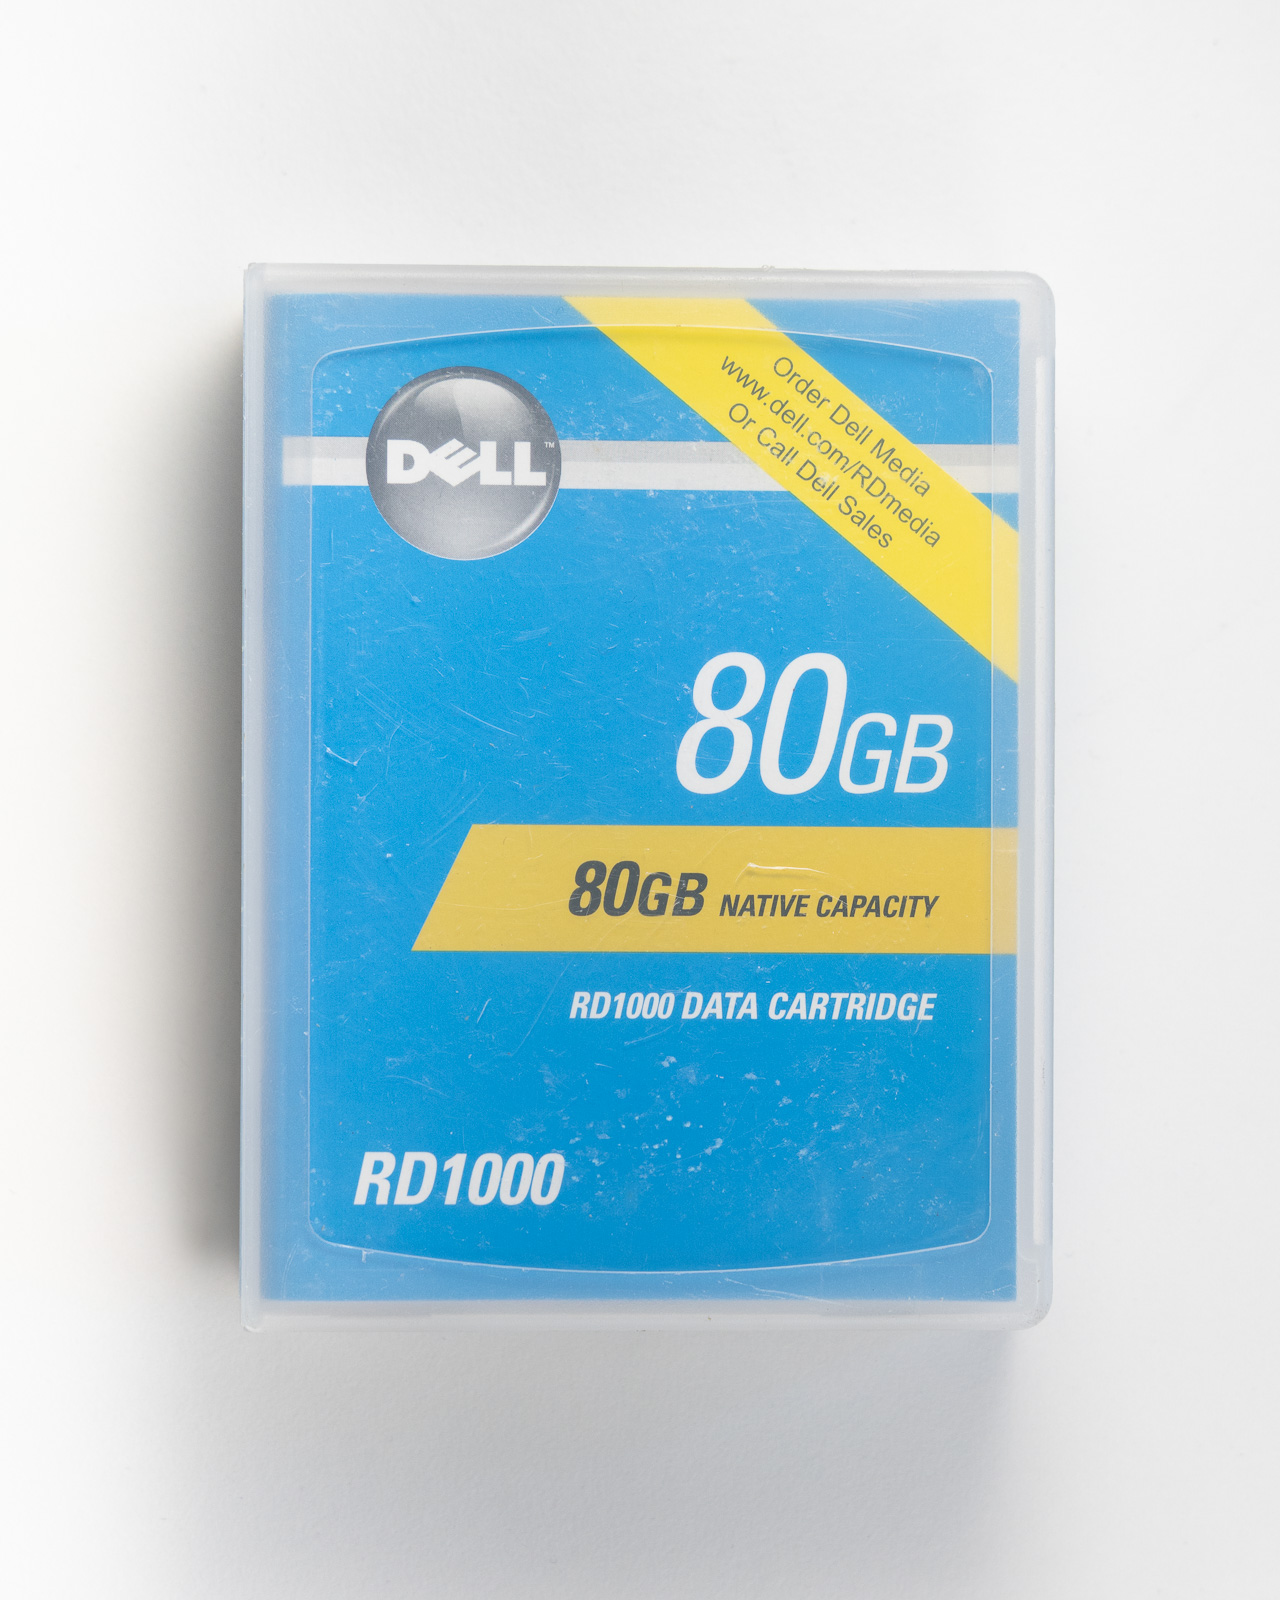 Order Dell Media
www.dell.com/RDmedia
Or Call Dell Sales
DELL™
80GB
80GB NATIVE CAPACITY
RD1000 DATA CARTRIDGE
RD1000